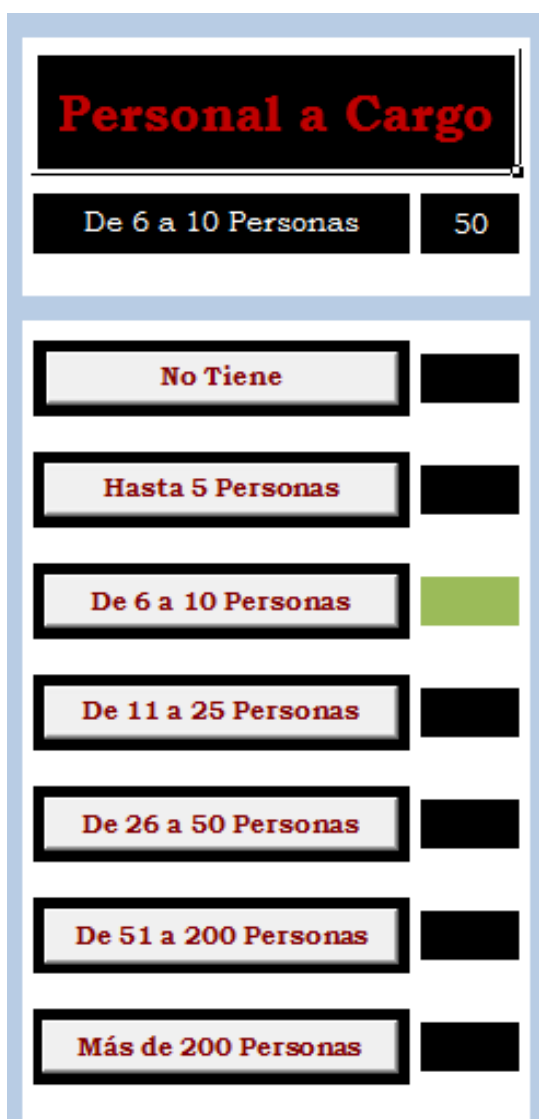 Personal a Cargo
De 6 a 10 Personas 50
No Tiene
Hasta 5 Personas
De 6 a 10 Personas
De 11 a 25 Personas
De 26 a 50 Personas
De 51 a 200 Personas
Más de 200 Personas